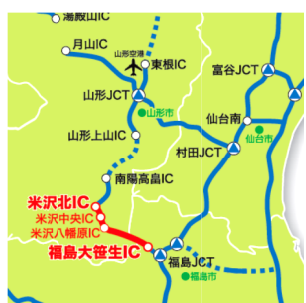 湯殿山IC
月山IC
山形空港
東根IC
富谷JCT
山形JCT
山形市
仙台南
仙台市
山形上山IC
村田JCT
南陽高畠IC
米沢北IC
米沢中央IC
米沢八幡原IC
福島大笹生IC
福島JCT
福島市